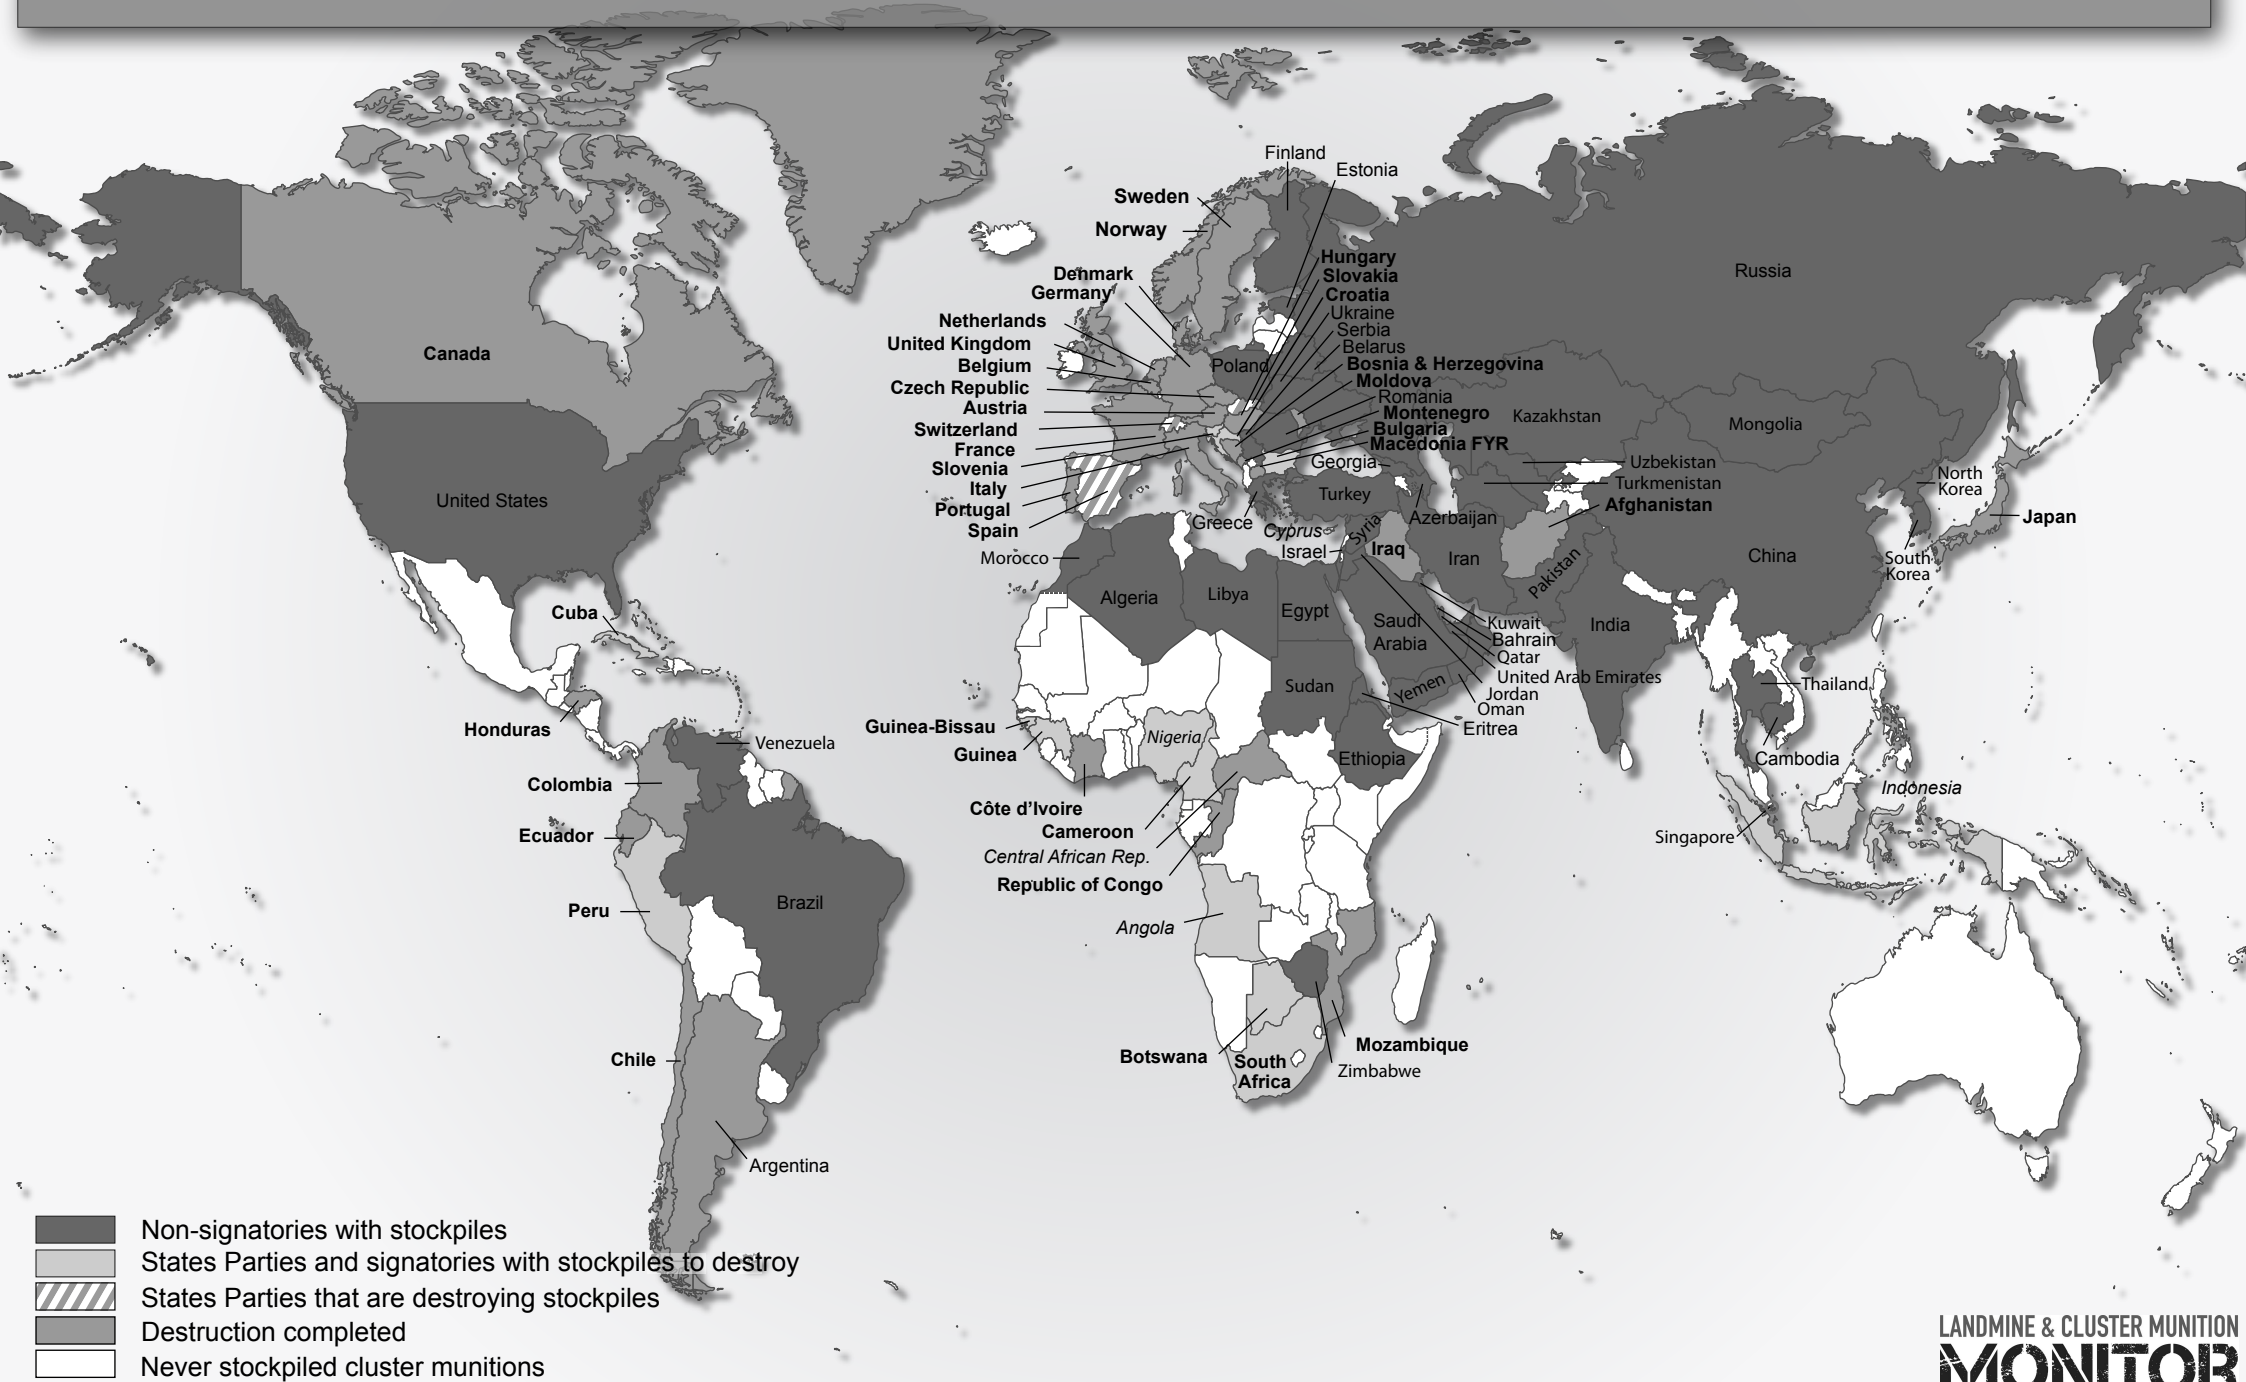 Finland
Estonia
Sweden
Norway
Hungary
Slovakia
Denmark
Germany
Croatia
Ukraine
Russia
Netherlands
Serbia
United Kingdom
Belarus
Canada
Belgium
Poland
Bosnia & Herzegovina
Moldova
Czech Republic
Romania
Austria
Montenegro
Kazakhstan
Mongolia
Switzerland
Bulgaria
France
Macedonia FYR
Slovenia
Georgia
Uzbekistan
North
Korea
Italy
Turkmenistan
United States
Turkey
Portugal
Afghanistan
Greece
Azerbaijan
Japan
Spain
Cyprus
Syria
Morocco
Israel
Iraq
Iran
China
South
Korea
Pakistan
Algeria
Libya
Egypt
Cuba
Saudi
Arabia
Kuwait
India
Bahrain
Qatar
United Arab Emirates
Sudan
Yemen
Jordan
Thailand
Oman
Honduras
Guinea-Bissau
Eritrea
Venezuela
Guinea
Nigeria
Ethiopia
Cambodia
Colombia
Indonesia
Côte d'Ivoire
Ecuador
Cameroon
Singapore
Central African Rep.
Republic of Congo
Brazil
Peru
Angola
Mozambique
Botswana
South
Africa
Chile
Zimbabwe
Argentina
Non-signatories with stockpiles
States Parties and signatories with stockpiles to destroy
States Parties that are destroying stockpiles
Destruction completed
Never stockpiled cluster munitions
LANDMINE & CLUSTER MUNITION
MONITOR